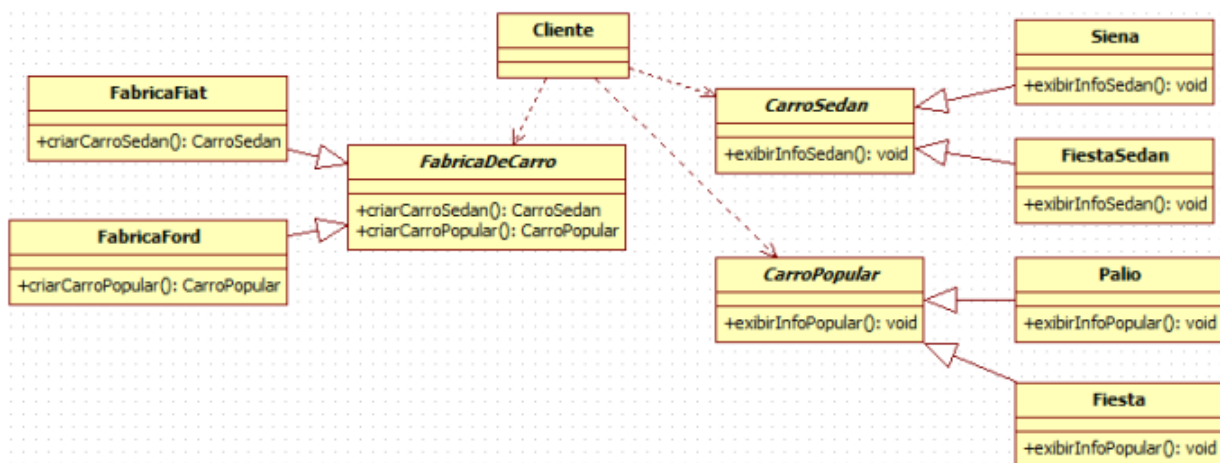 Cliente
FabricaFiat
+criarCarroSedan(): CarroSedan
FabricaFord
+criarCarroPopular(): CarroPopular
FabricaDeCarro
+criarCarroSedan(): CarroSedan
+criarCarroPopular(): CarroPopular
CarroSedan
+exibirInfoSedan(): void
CarroPopular
+exibirInfoPopular(): void
Siena
+exibirInfoSedan(): void
FiestaSedan
+exibirInfoSedan(): void
Palio
+exibirInfoPopular(): void
Fiesta
+exibirInfoPopular(): void